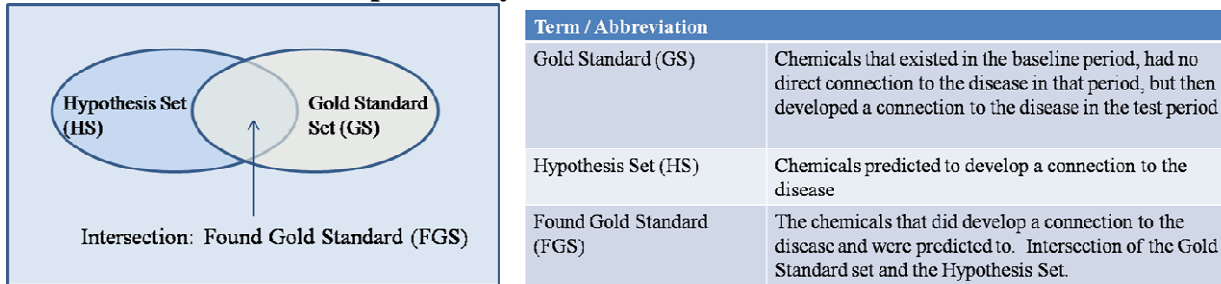 Hypothesis Set
(HS)
Gold Standard
Set (GS)
Intersection: Found Gold Standard (FGS)
Term / Abbreviation
Gold Standard (GS)
Chemicals that existed in the baseline period, had no
direct connection to the disease in that period, but then
developed a connection to the disease in the test period
Hypothesis Set (HS)
Chemicals predicted to develop a connection to the
disease
Found Gold Standard
(FGS)
The chemicals that did develop a connection to the
disease and were predicted to. Intersection of the Gold
Standard set and the Hypothesis Set.